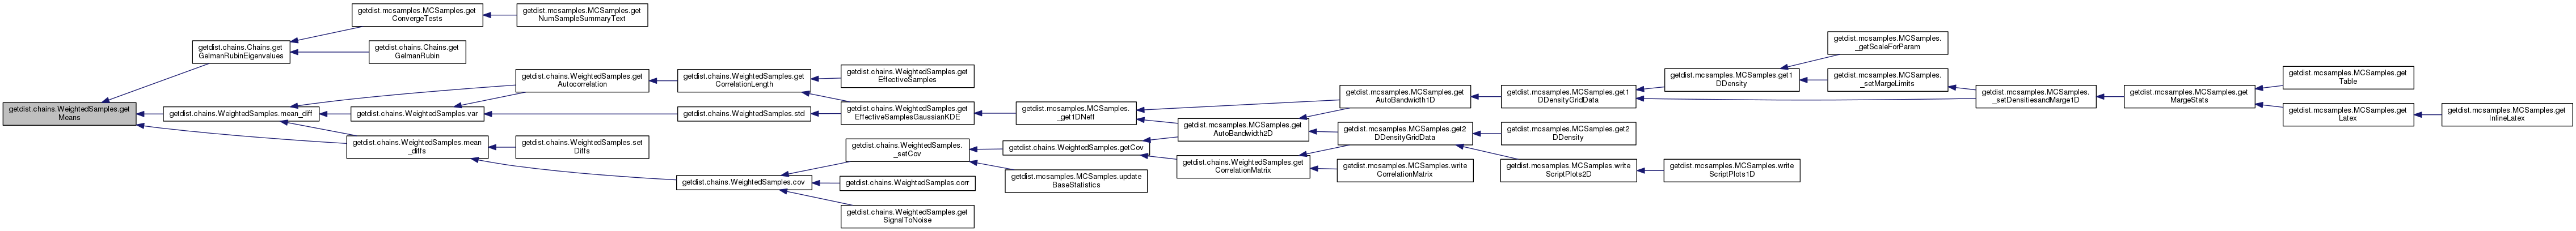 getdist.chains.WeightedSamples.get
Means
getdist.chains.Chains.get
GelmanRubinEigenvalues
getdist.mcsamples.MCSamples.get
ConvergeTests
getdist.mcsamples.MCSamples.get
NumSampleSummaryText
getdist.chains.Chains.get
GelmanRubin
getdist.chains.WeightedSamples.mean_diff
getdist.chains.WeightedSamples.get
Autocorrelation
getdist.chains.WeightedSamples.get
CorrelationLength
getdist.chains.WeightedSamples.get
EffectiveSamples
getdist.chains.WeightedSamples.get
EffectiveSamplesGaussianKDE
getdist.chains.WeightedSamples.var
getdist.chains.WeightedSamples.std
getdist.chains.WeightedSamples.mean
_diffs
getdist.chains.WeightedSamples.set
Diffs
getdist.chains.WeightedSamples.cov
getdist.chains.WeightedSamples.
_setCov
getdist.chains.WeightedSamples.corr
getdist.chains.WeightedSamples.get
SignalToNoise
getdist.chains.WeightedSamples.getCov
getdist.mcsamples.MCSamples.update
BaseStatistics
getdist.mcsamples.MCSamples.
_get1DNeff
getdist.mcsamples.MCSamples.get
AutoBandwidth1D
getdist.mcsamples.MCSamples.get
AutoBandwidth2D
getdist.chains.WeightedSamples.get
CorrelationMatrix
getdist.mcsamples.MCSamples.get2
DDensityGridData
getdist.mcsamples.MCSamples.write
CorrelationMatrix
getdist.mcsamples.MCSamples.get1
DDensityGridData
getdist.mcsamples.MCSamples.get2
DDensity
getdist.mcsamples.MCSamples.write
ScriptPlots2D
getdist.mcsamples.MCSamples.write
ScriptPlots1D
getdist.mcsamples.MCSamples.get1
DDensity
getdist.mcsamples.MCSamples.
_getScaleForParam
getdist.mcsamples.MCSamples.
_setMargeLimits
getdist.mcsamples.MCSamples.
_setDensitiesandMarge1D
getdist.mcsamples.MCSamples.get
MargeStats
getdist.mcsamples.MCSamples.get
Table
getdist.mcsamples.MCSamples.get
Latex
getdist.mcsamples.MCSamples.get
InlineLatex